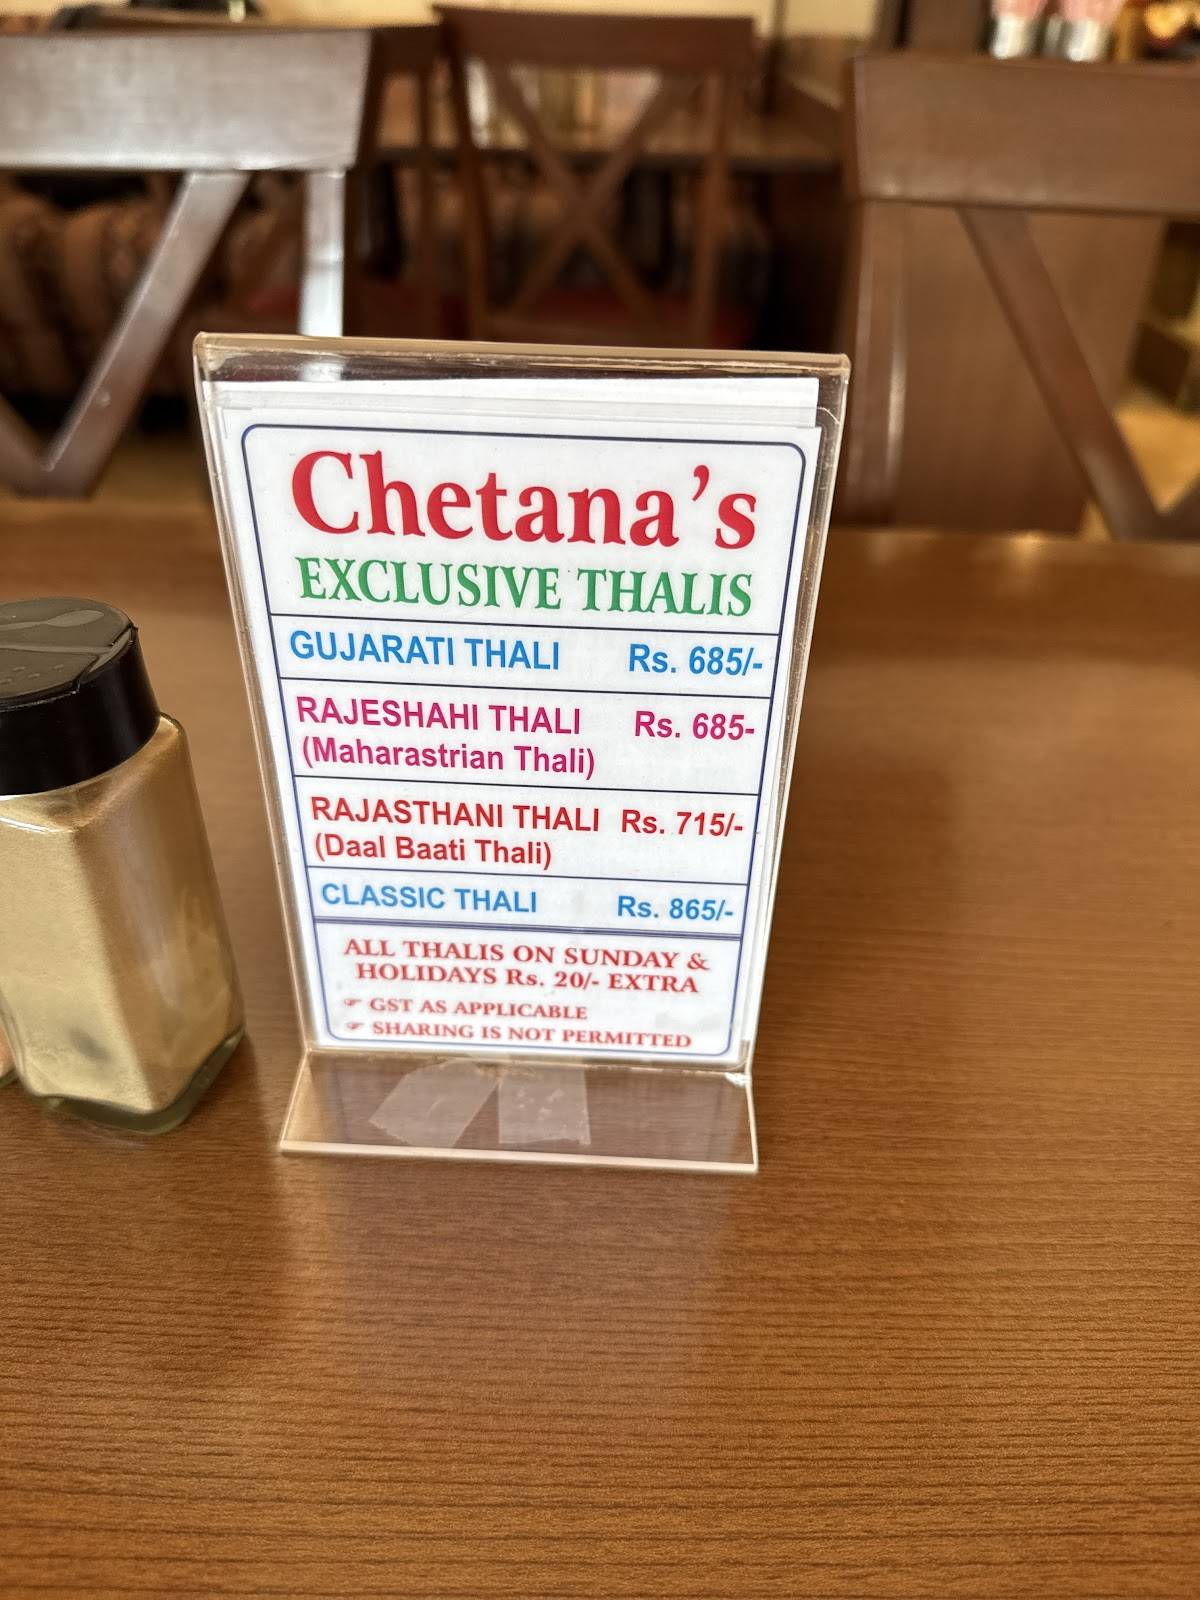 Chetana's
EXCLUSIVE THALIS
GUJARATI THALI Rs. 685/-
RAJESHAHI THALI Rs. 685-
(Maharastrian Thali)
RAJASTHANI THALI Rs. 715/-
(Daal Baati Thali)
CLASSIC THALI Rs. 865/-
ALL THALIS ON SUNDAY &
HOLIDAYS Rs. 20/- EXTRA
☞ GST AS APPLICABLE
☞ SHARING IS NOT PERMITTED